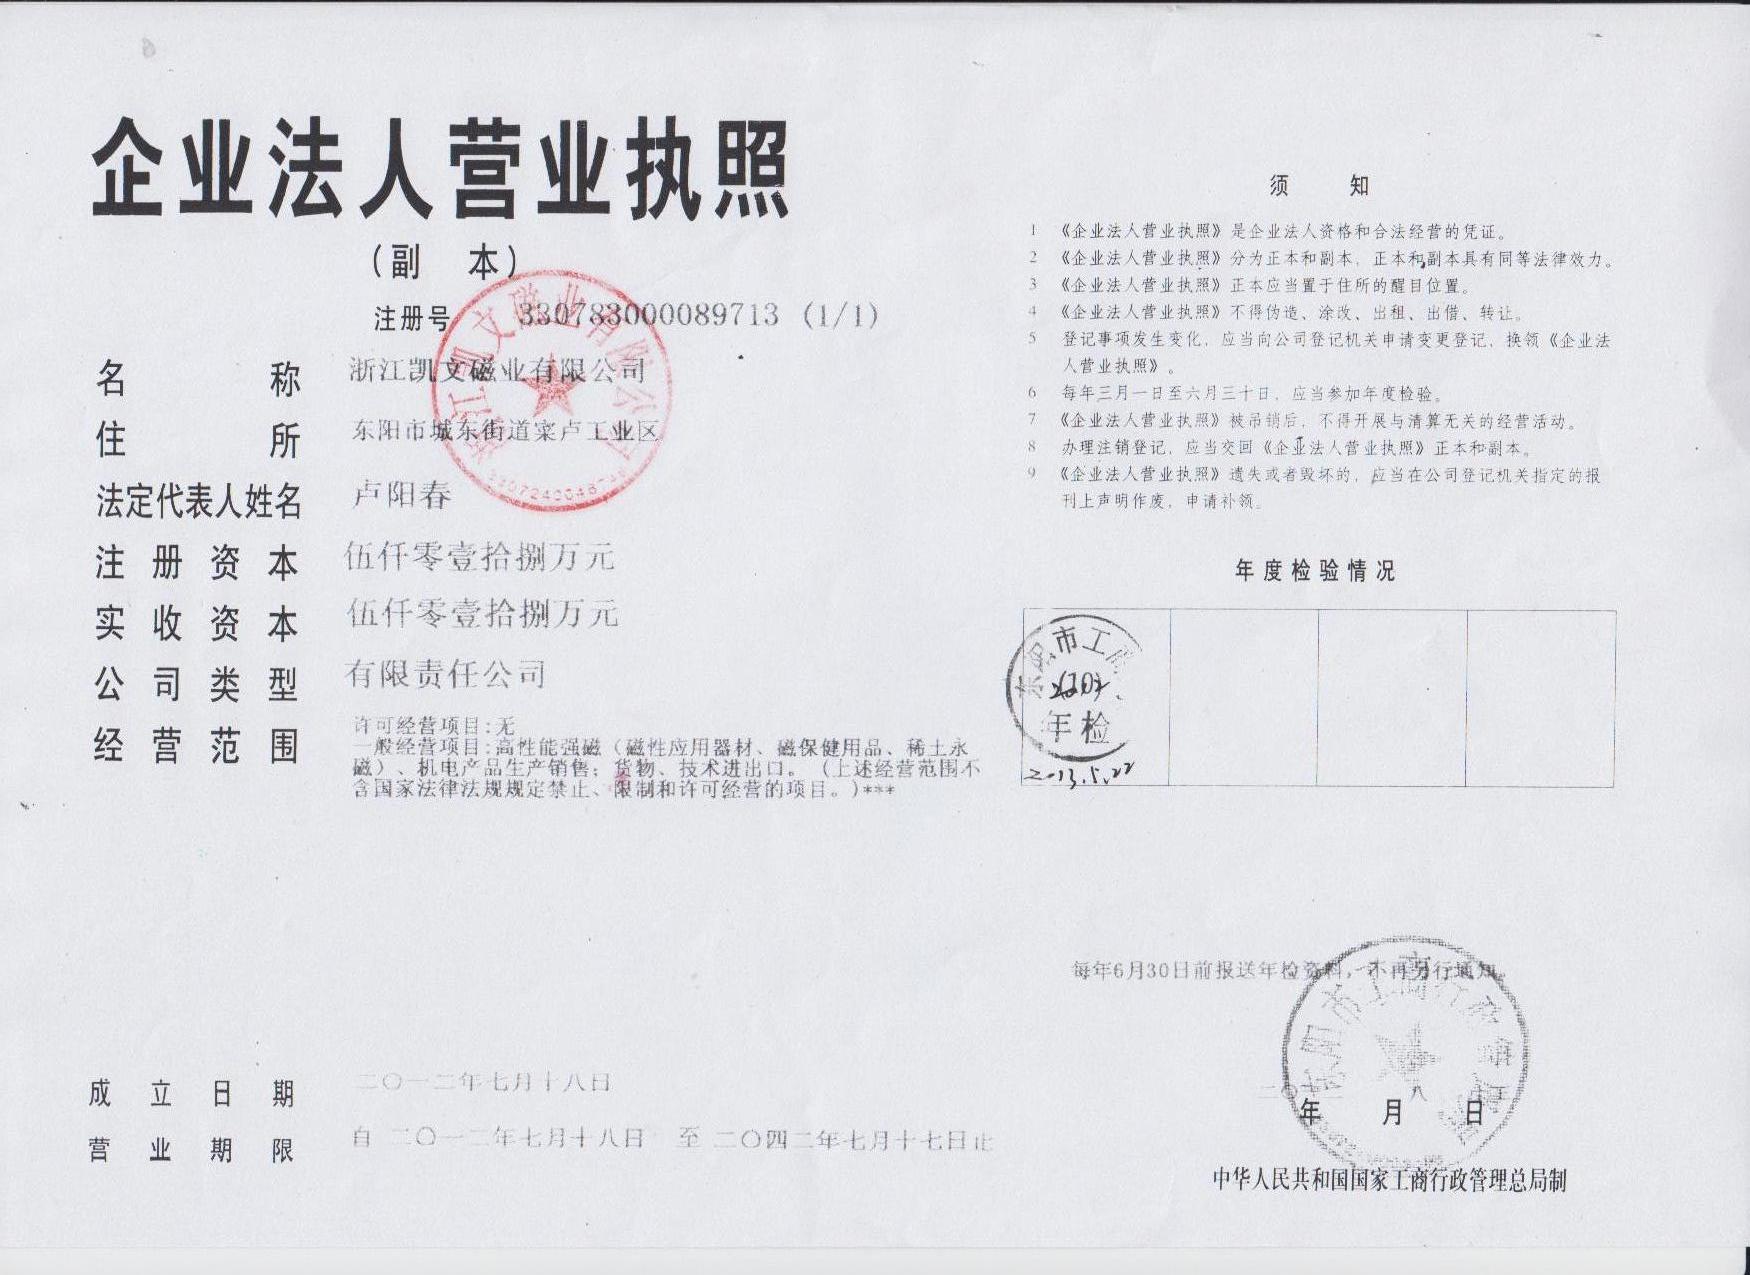 企业法人营业执照
(副 本)
注册号 330783000089713 (1/1)
名 称 浙江凯文磁业有限公司
住 所 东阳市城东街道寀卢工业区
法定代表人姓名 卢阳春
注 册 资 本 伍仟零壹拾捌万元
实 收 资 本 伍仟零壹拾捌万元
公 司 类 型 有限责任公司
经 营 范 围 许可经营项目:无
一般经营项目:高性能强磁（磁性应用器材、磁保健用品、稀土永
磁）、机电产品生产销售；货物、技术进出口。（上述经营范围不
含国家法律法规规定禁止、限制和许可经营的项目。)***
成 立 日 期 二〇一二年七月十八日
营 业 期 限 自 二〇一二年七月十八日 至 二〇四二年七月十七日止
浙江凯文磁业有限公司
须 知
1 《企业法人营业执照》是企业法人资格和合法经营的凭证。
2 《企业法人营业执照》分为正本和副本，正本和副本具有同等法律效力。
3 《企业法人营业执照》正本应当置于住所的醒目位置。
4 《企业法人营业执照》不得伪造、涂改、出租、出借、转让。
5 登记事项发生变化，应当向公司登记机关申请变更登记，换领《企业法
人营业执照》。
6 每年三月一日至六月三十日，应当参加年度检验。
7 《企业法人营业执照》被吊销后，不得开展与清算无关的经营活动。
8 办理注销登记，应当交回《企业法人营业执照》正本和副本。
9 《企业法人营业执照》遗失或者毁坏的，应当在公司登记机关指定的报
刊上声明作废，申请补领。
年度检验情况
东阳市工商
年检
2013.5.22
每年6月30日前报送年检资料，不再另行通知。
东阳市工商行政管理局
年 月 日
中华人民共和国国家工商行政管理总局制